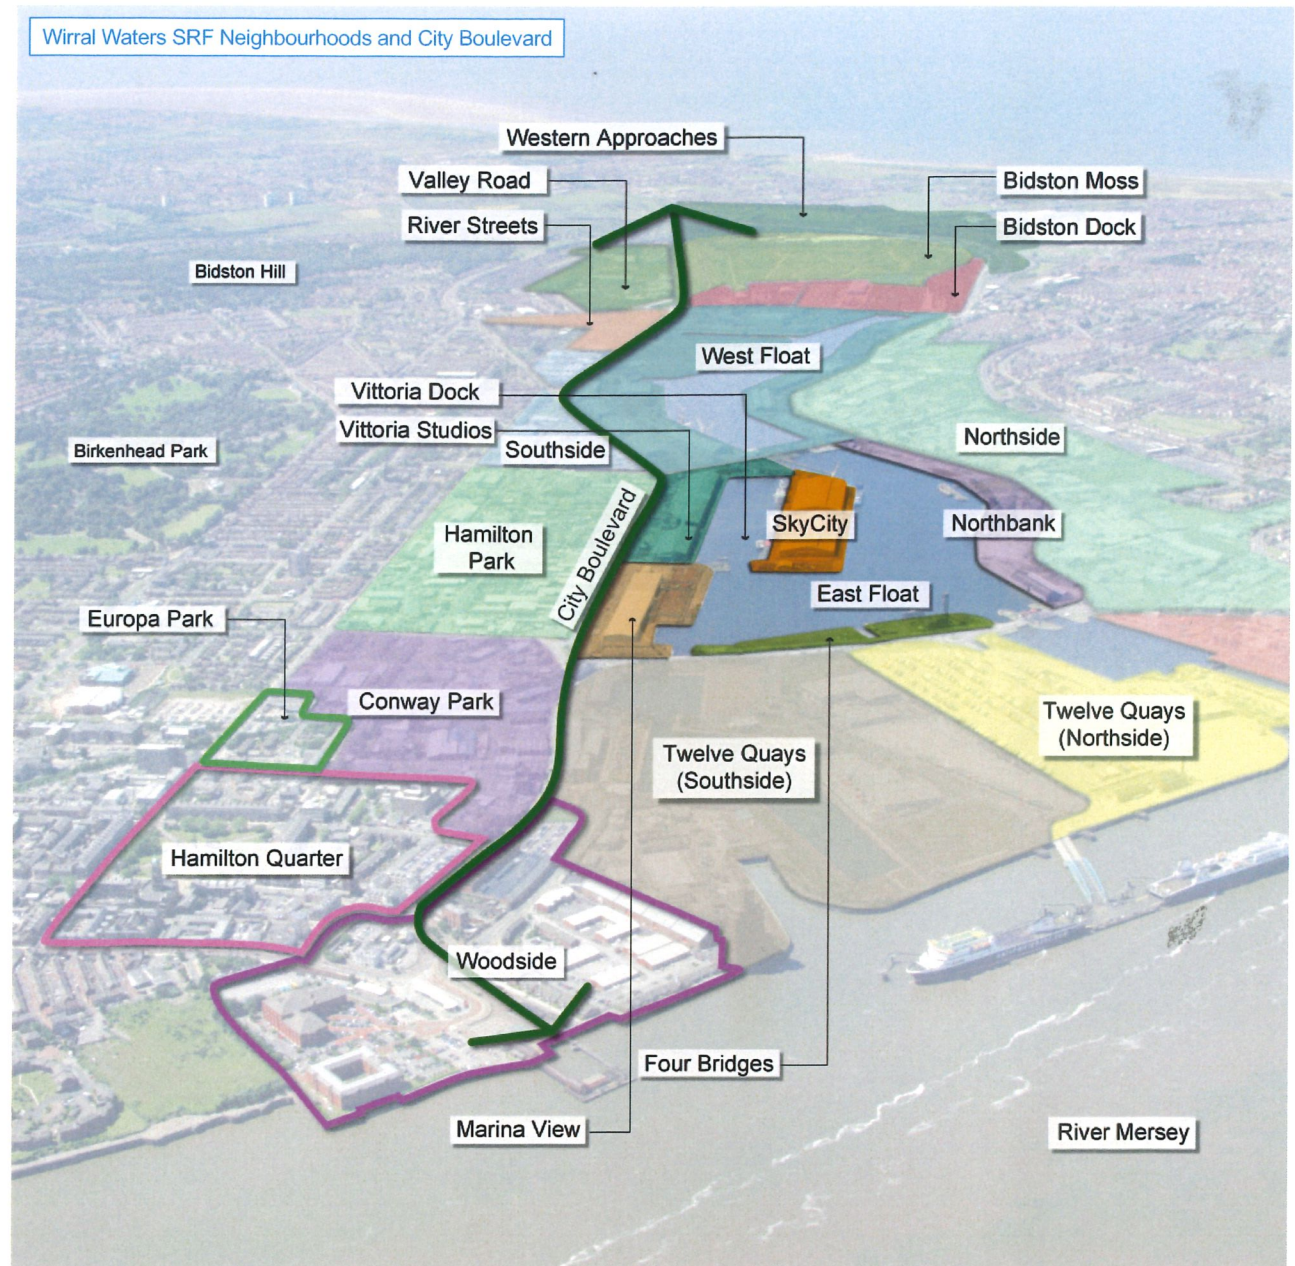 Wirral Waters SRF Neighbourhoods and City Boulevard
Western Approaches
Valley Road
Bidston Moss
River Streets
Bidston Dock
Bidston Hill
West Float
Vittoria Dock
Vittoria Studios
Southside
Northside
Birkenhead Park
City Boulevard
SkyCity
Northbank
Hamilton
Park
East Float
Europa Park
Conway Park
Twelve Quays
(Northside)
Twelve Quays
(Southside)
Hamilton Quarter
Woodside
Four Bridges
Marina View
River Mersey